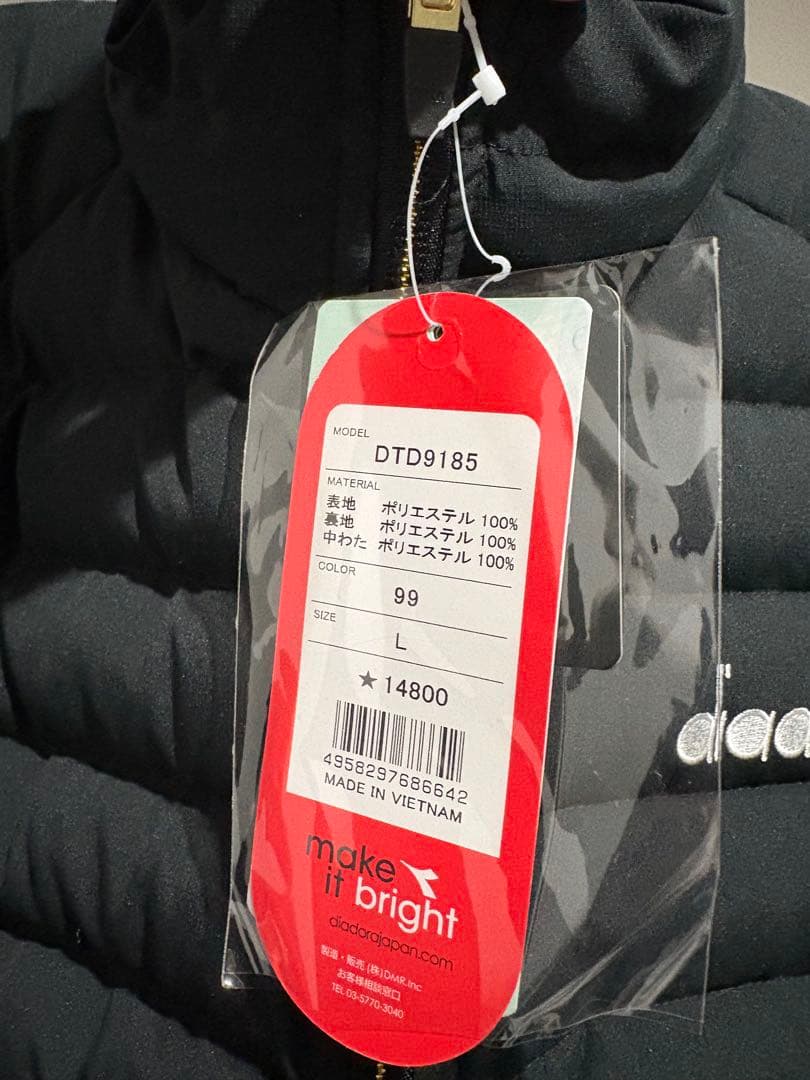 MODEL
DTD9185
MATERIAL
表地 ポリエステル 100%
裏地 ポリエステル 100%
中わた ポリエステル 100%
COLOR
99
SIZE
L
★14800
4958297686642
MADE IN VIETNAM
make
it bright
diadorajapan.com
製造・販売 (株)DMR.Inc
お客様相談窓口
TEL 03-5770-3040
diad